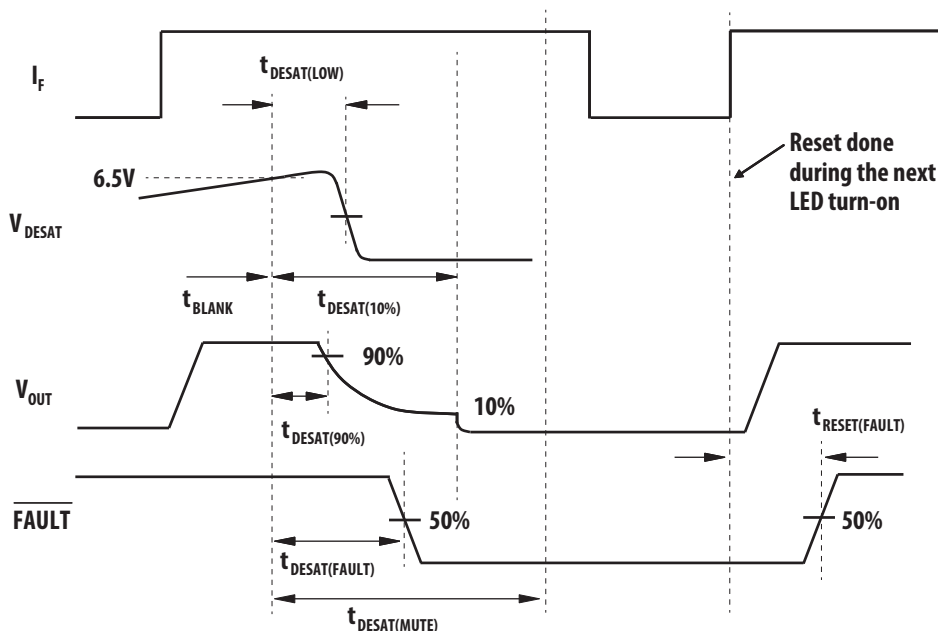 I_F
t_DESAT(LOW)
Reset done
during the next
LED turn-on
6.5V
V_DESAT
t_BLANK
t_DESAT(10%)
90%
V_OUT
10%
t_DESAT(90%)
t_RESET(FAULT)
FAULT
50%
50%
t_DESAT(FAULT)
t_DESAT(MUTE)